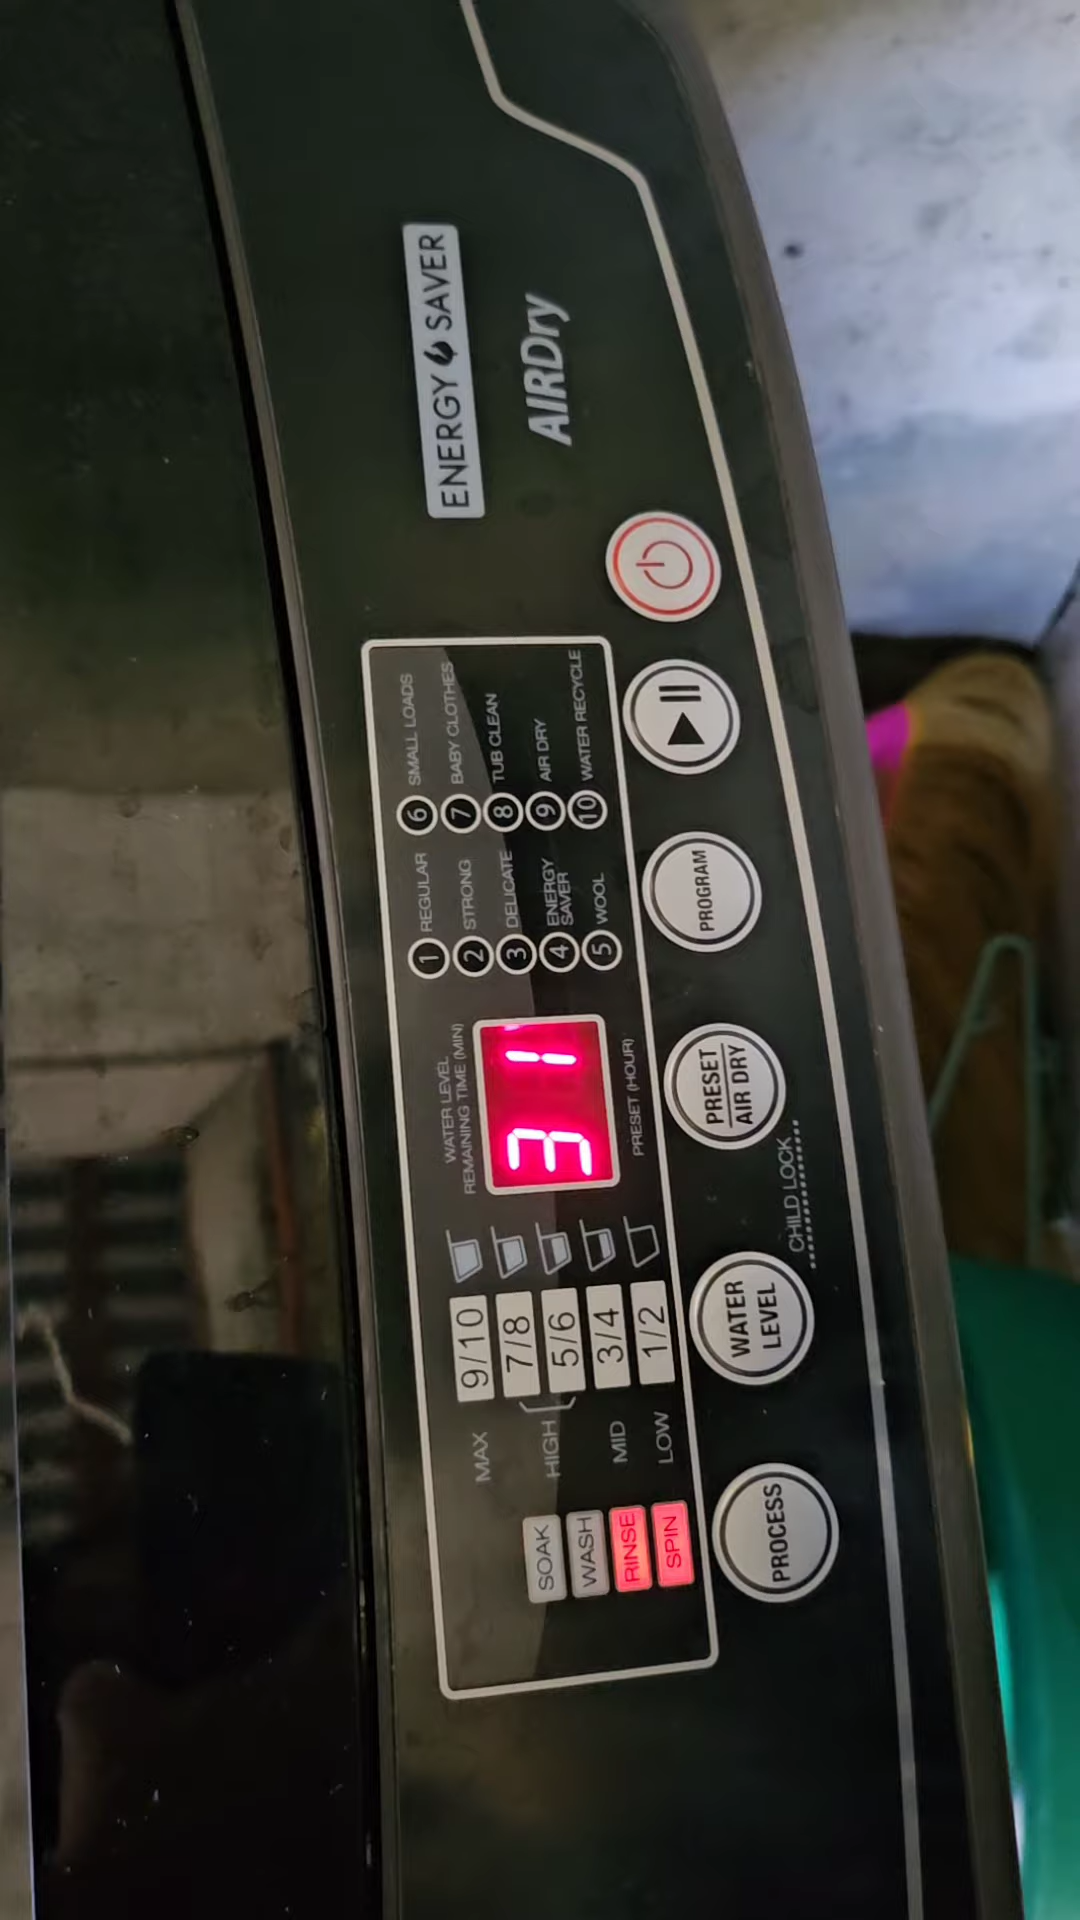 ENERGY SAVER
AIRDry
SOAK
WASH
RINSE
SPIN
MAX 9/10
7/8
HIGH 5/6
MID 3/4
LOW 1/2
WATER LEVEL
REMAINING TIME (MIN)
31
PRESET (HOUR)
1 REGULAR
2 STRONG
3 DELICATE
4 ENERGY
SAVER
5 WOOL
6 SMALL LOADS
7 BABY CLOTHES
8 TUB CLEAN
9 AIR DRY
10 WATER RECYCLE
PROCESS
WATER
LEVEL
CHILD LOCK
PRESET
AIR DRY
PROGRAM